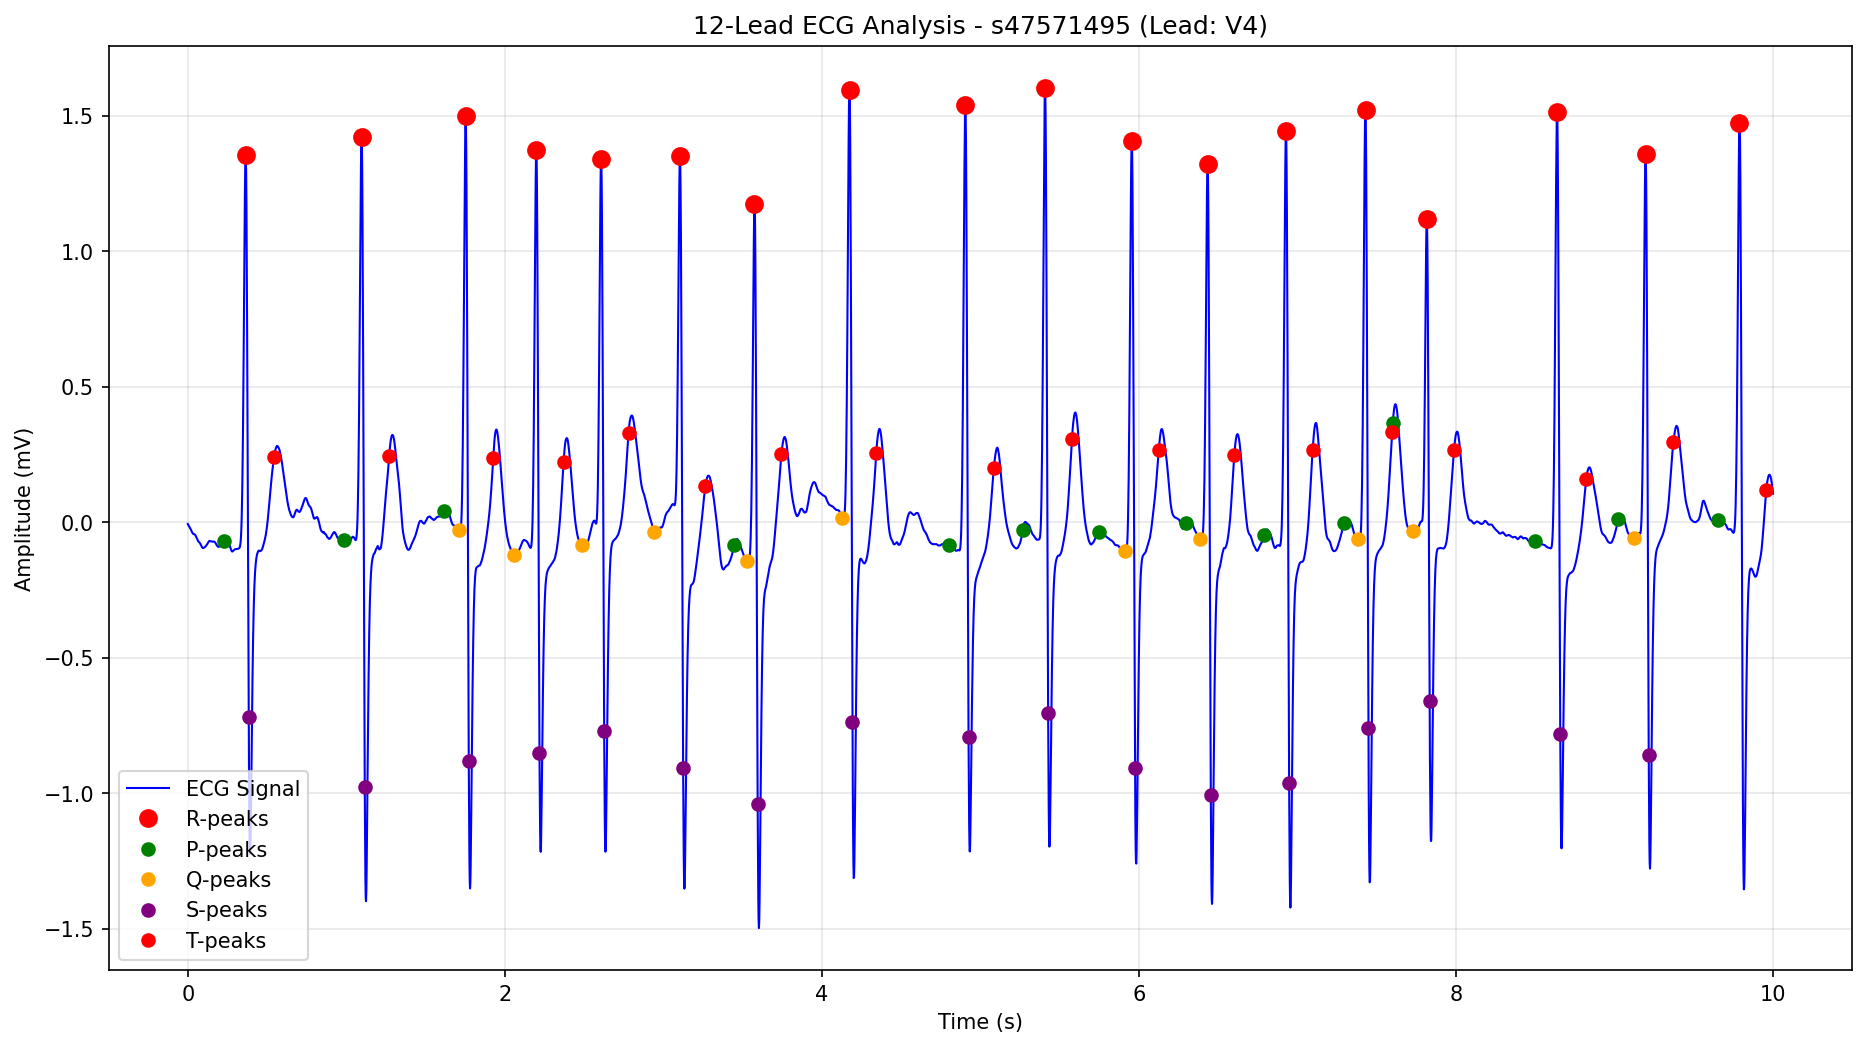 12-Lead ECG Analysis - s47571495 (Lead: V4)
Amplitude (mV)
1.5
1.0
0.5
0.0
−0.5
−1.0
−1.5
ECG Signal
R-peaks
P-peaks
Q-peaks
S-peaks
T-peaks
0 2 4 6 8 10
Time (s)